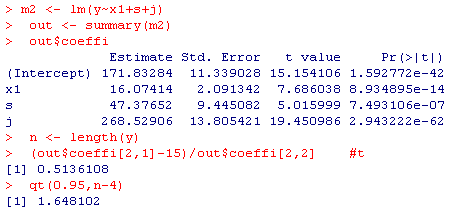 > m2 <- lm(y~x1+s+j)
> out <- summary(m2)
> out$coeffi
Estimate Std. Error t value Pr(>|t|)
(Intercept) 171.83284 11.339028 15.154106 1.592772e-42
x1 16.07414 2.091342 7.686038 8.934895e-14
s 47.37652 9.445082 5.015999 7.493106e-07
j 268.52906 13.805421 19.450986 2.943222e-62
> n <- length(y)
> (out$coeffi[2,1]-15)/out$coeffi[2,2] #t
[1] 0.5136108
> qt(0.95,n-4)
[1] 1.648102